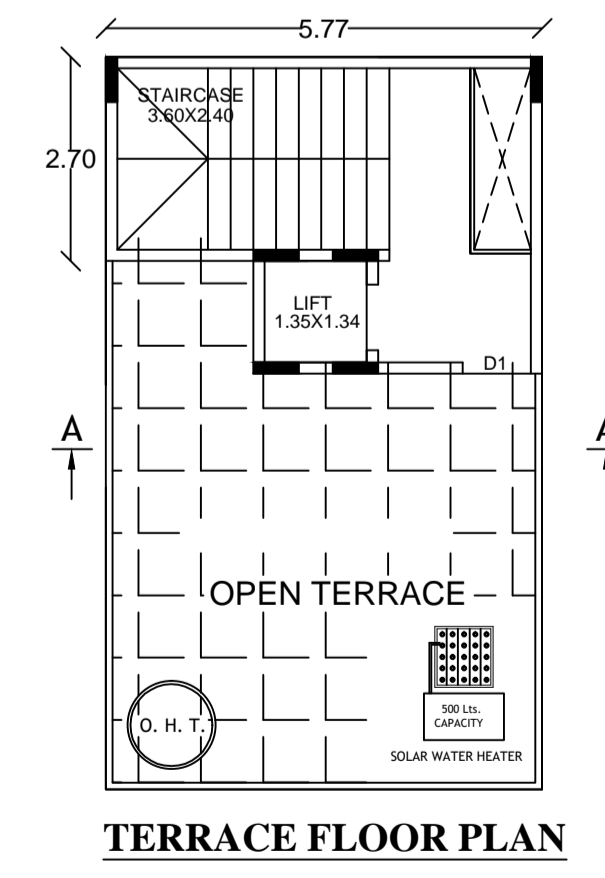 5.77
STAIRCASE
3.60X2.40
2.70
LIFT
1.35X1.34
D1
A
A
OPEN TERRACE
500 Lts.
CAPACITY
O. H. T.
SOLAR WATER HEATER
TERRACE FLOOR PLAN